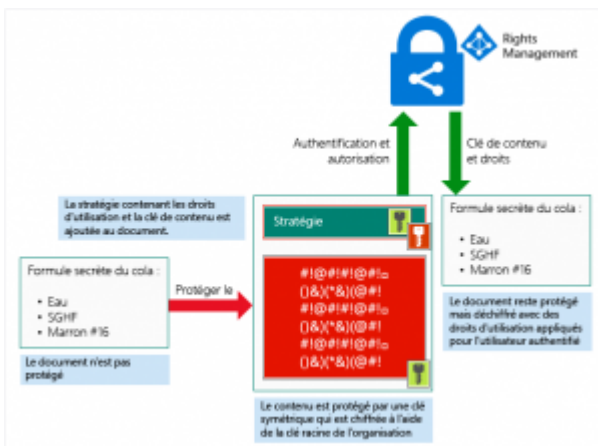 Rights
Management
Authentification et
autorisation
Clé de contenu
et droits
La stratégie contenant les droits
d'utilisation et la clé de contenu est
ajoutée au document.
Stratégie
Formule secrète du cola :
• Eau
• SGHF
• Marron #16
Formule secrète du cola :
• Eau
• SGHF
• Marron #16
Protéger le
#!@#!#!@#!
()&)(*&)(@#!
#!@#!#!@#!
()&)(*&)(@#!
#!@#!#!@#!
()&)(*&)(@#!
Le document n'est pas
protégé
Le document reste protégé
mais déchiffré avec des
droits d'utilisation appliqués
pour l'utilisateur authentifié
Le contenu est protégé par une clé
symétrique qui est chiffrée à l'aide
de la clé racine de l'organisation